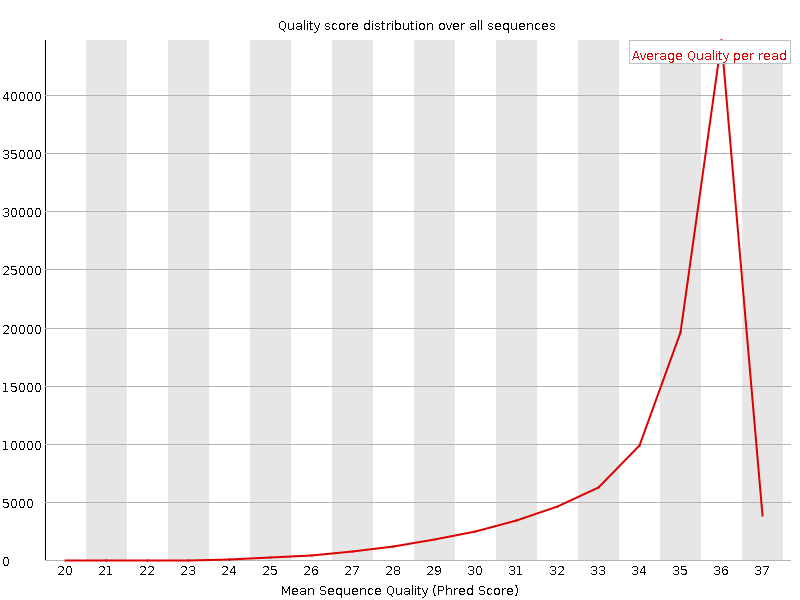 Quality score distribution over all sequences
Average Quality per read
40000
35000
30000
25000
20000
15000
10000
5000
0
20 21 22 23 24 25 26 27 28 29 30 31 32 33 34 35 36 37
Mean Sequence Quality (Phred Score)